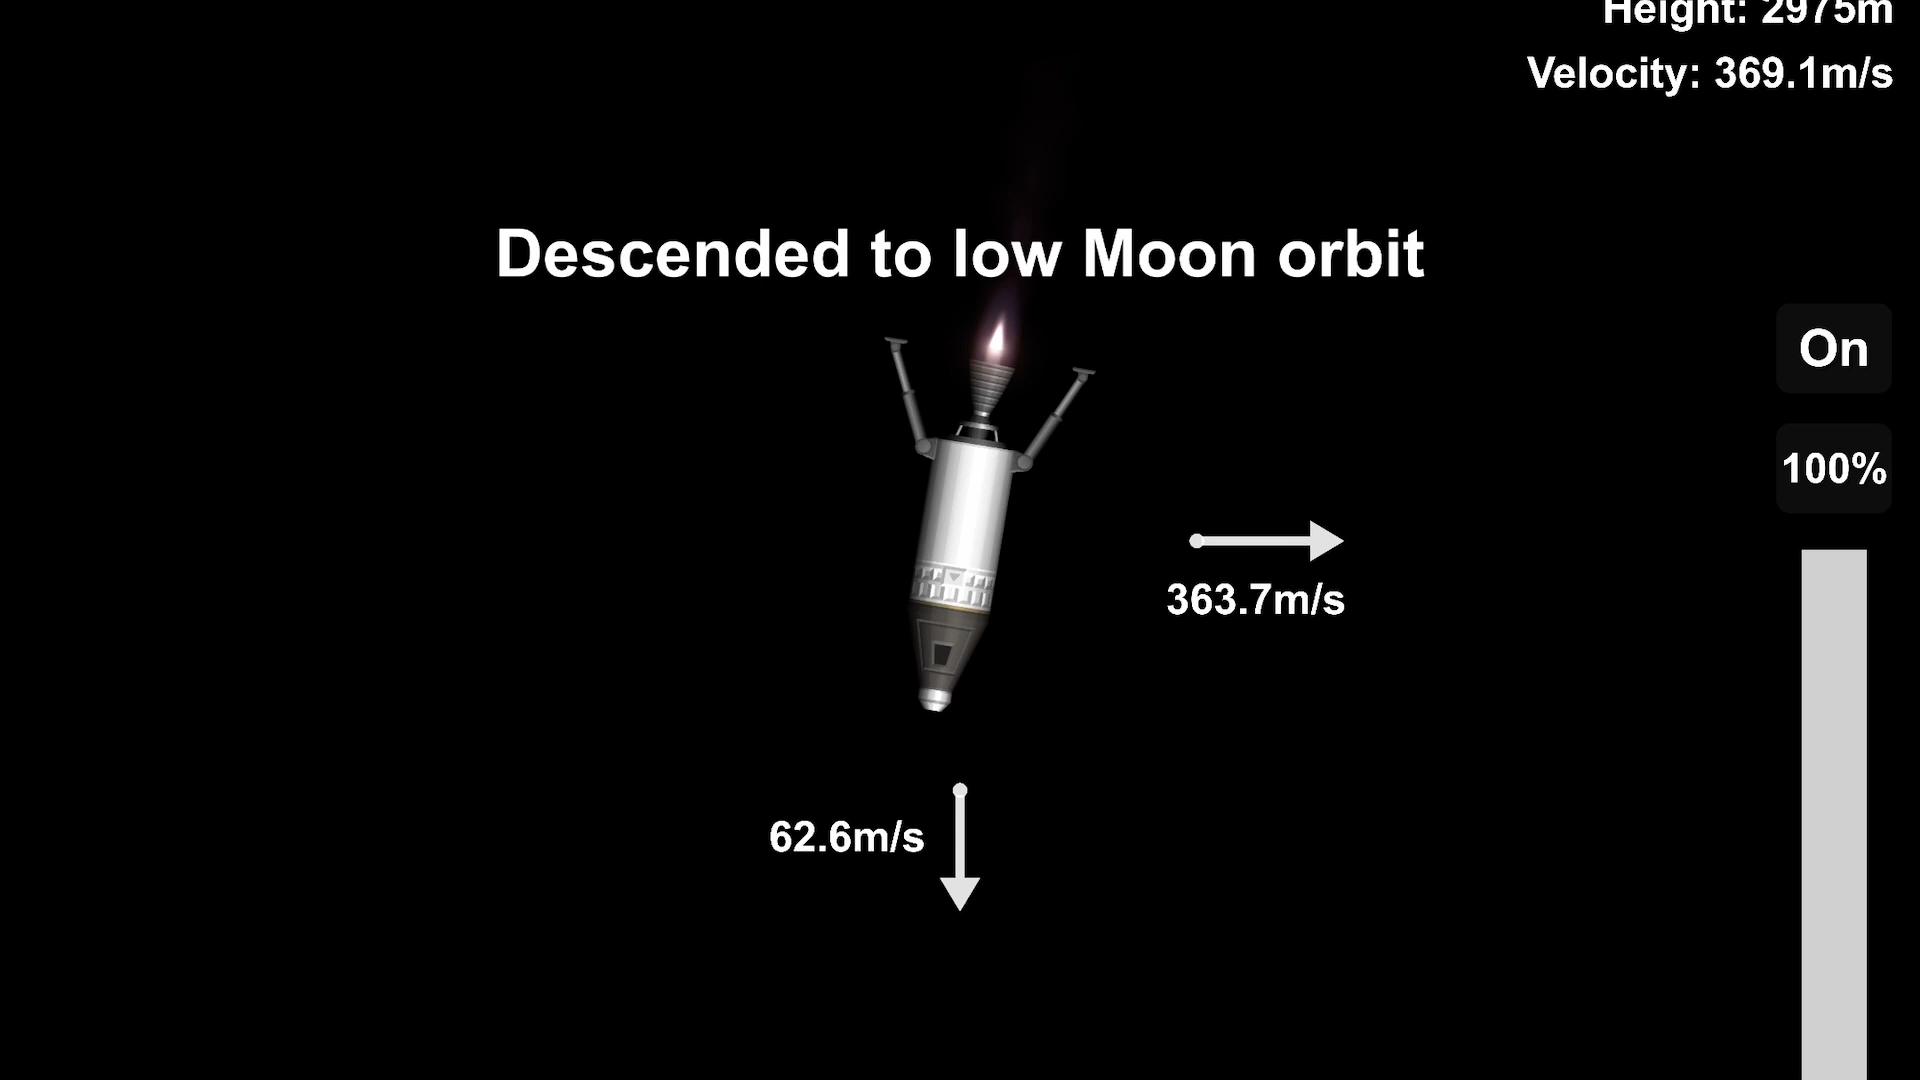 Height: 2975m
Velocity: 369.1m/s
Descended to low Moon orbit
On
100%
363.7m/s
62.6m/s